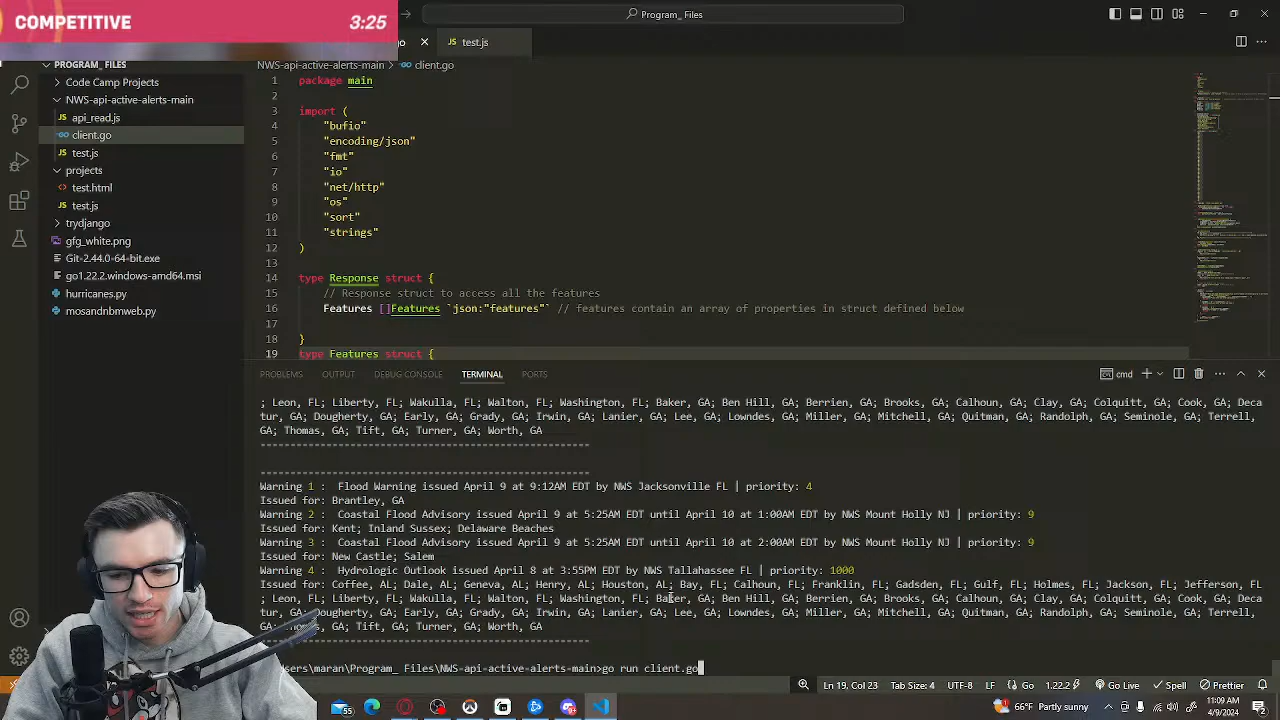 COMPETITIVE 3:25
Program_ Files
test.js
PROGRAM_FILES
Code Camp Projects
NWS-api-active-alerts-main
api_read.js
client.go
test.js
projects
test.html
test.js
trydjango
gfg_white.png
Git-2.44.0-64-bit.exe
go1.22.2.windows-amd64.msi
hurricanes.py
mosandnbmweb.py
NWS-api-active-alerts-main > client.go
1 package main
2
3 import (
4 "bufio"
5 "encoding/json"
6 "fmt"
7 "io"
8 "net/http"
9 "os"
10 "sort"
11 "strings"
12 )
13
14 type Response struct {
15 // Response struct to access all the features
16 Features []Features `json:"features"` // features contain an array of properties in struct defined below
17
18 }
19 type Features struct {
PROBLEMS OUTPUT DEBUG CONSOLE TERMINAL PORTS
cmd
; Leon, FL; Liberty, FL; Wakulla, FL; Walton, FL; Washington, FL; Baker, GA; Ben Hill, GA; Berrien, GA; Brooks, GA; Calhoun, GA; Clay, GA; Colquitt, GA; Cook, GA; Deca
tur, GA; Dougherty, GA; Early, GA; Grady, GA; Irwin, GA; Lanier, GA; Lee, GA; Lowndes, GA; Miller, GA; Mitchell, GA; Quitman, GA; Randolph, GA; Seminole, GA; Terrell,
GA; Thomas, GA; Tift, GA; Turner, GA; Worth, GA
------------------------------------------------------
------------------------------------------------------
Warning 1 : Flood Warning issued April 9 at 9:12AM EDT by NWS Jacksonville FL | priority: 4
Issued for: Brantley, GA
Warning 2 : Coastal Flood Advisory issued April 9 at 5:25AM EDT until April 10 at 1:00AM EDT by NWS Mount Holly NJ | priority: 9
Issued for: Kent; Inland Sussex; Delaware Beaches
Warning 3 : Coastal Flood Advisory issued April 9 at 5:25AM EDT until April 10 at 2:00AM EDT by NWS Mount Holly NJ | priority: 9
Issued for: New Castle; Salem
Warning 4 : Hydrologic Outlook issued April 8 at 3:55PM EDT by NWS Tallahassee FL | priority: 1000
Issued for: Coffee, AL; Dale, AL; Geneva, AL; Henry, AL; Houston, AL; Bay, FL; Calhoun, FL; Franklin, FL; Gadsden, FL; Gulf, FL; Holmes, FL; Jackson, FL; Jefferson, FL
; Leon, FL; Liberty, FL; Wakulla, FL; Walton, FL; Washington, FL; Baker, GA; Ben Hill, GA; Berrien, GA; Brooks, GA; Calhoun, GA; Clay, GA; Colquitt, GA; Cook, GA; Deca
tur, GA; Dougherty, GA; Early, GA; Grady, GA; Irwin, GA; Lanier, GA; Lee, GA; Lowndes, GA; Miller, GA; Mitchell, GA; Quitman, GA; Randolph, GA; Seminole, GA; Terrell,
GA; Tift, GA; Turner, GA; Worth, GA
------------------------------------------------------
sers\maran\Program_ Files\NWS-api-active-alerts-main>go run client.go
Ln 19, Col 23 Tab Size: 4 UTF-8 LF Go 1.22.2 Go Live Spell Prettier
55 86°F Partly sunny 11:09 AM
4/9/2024